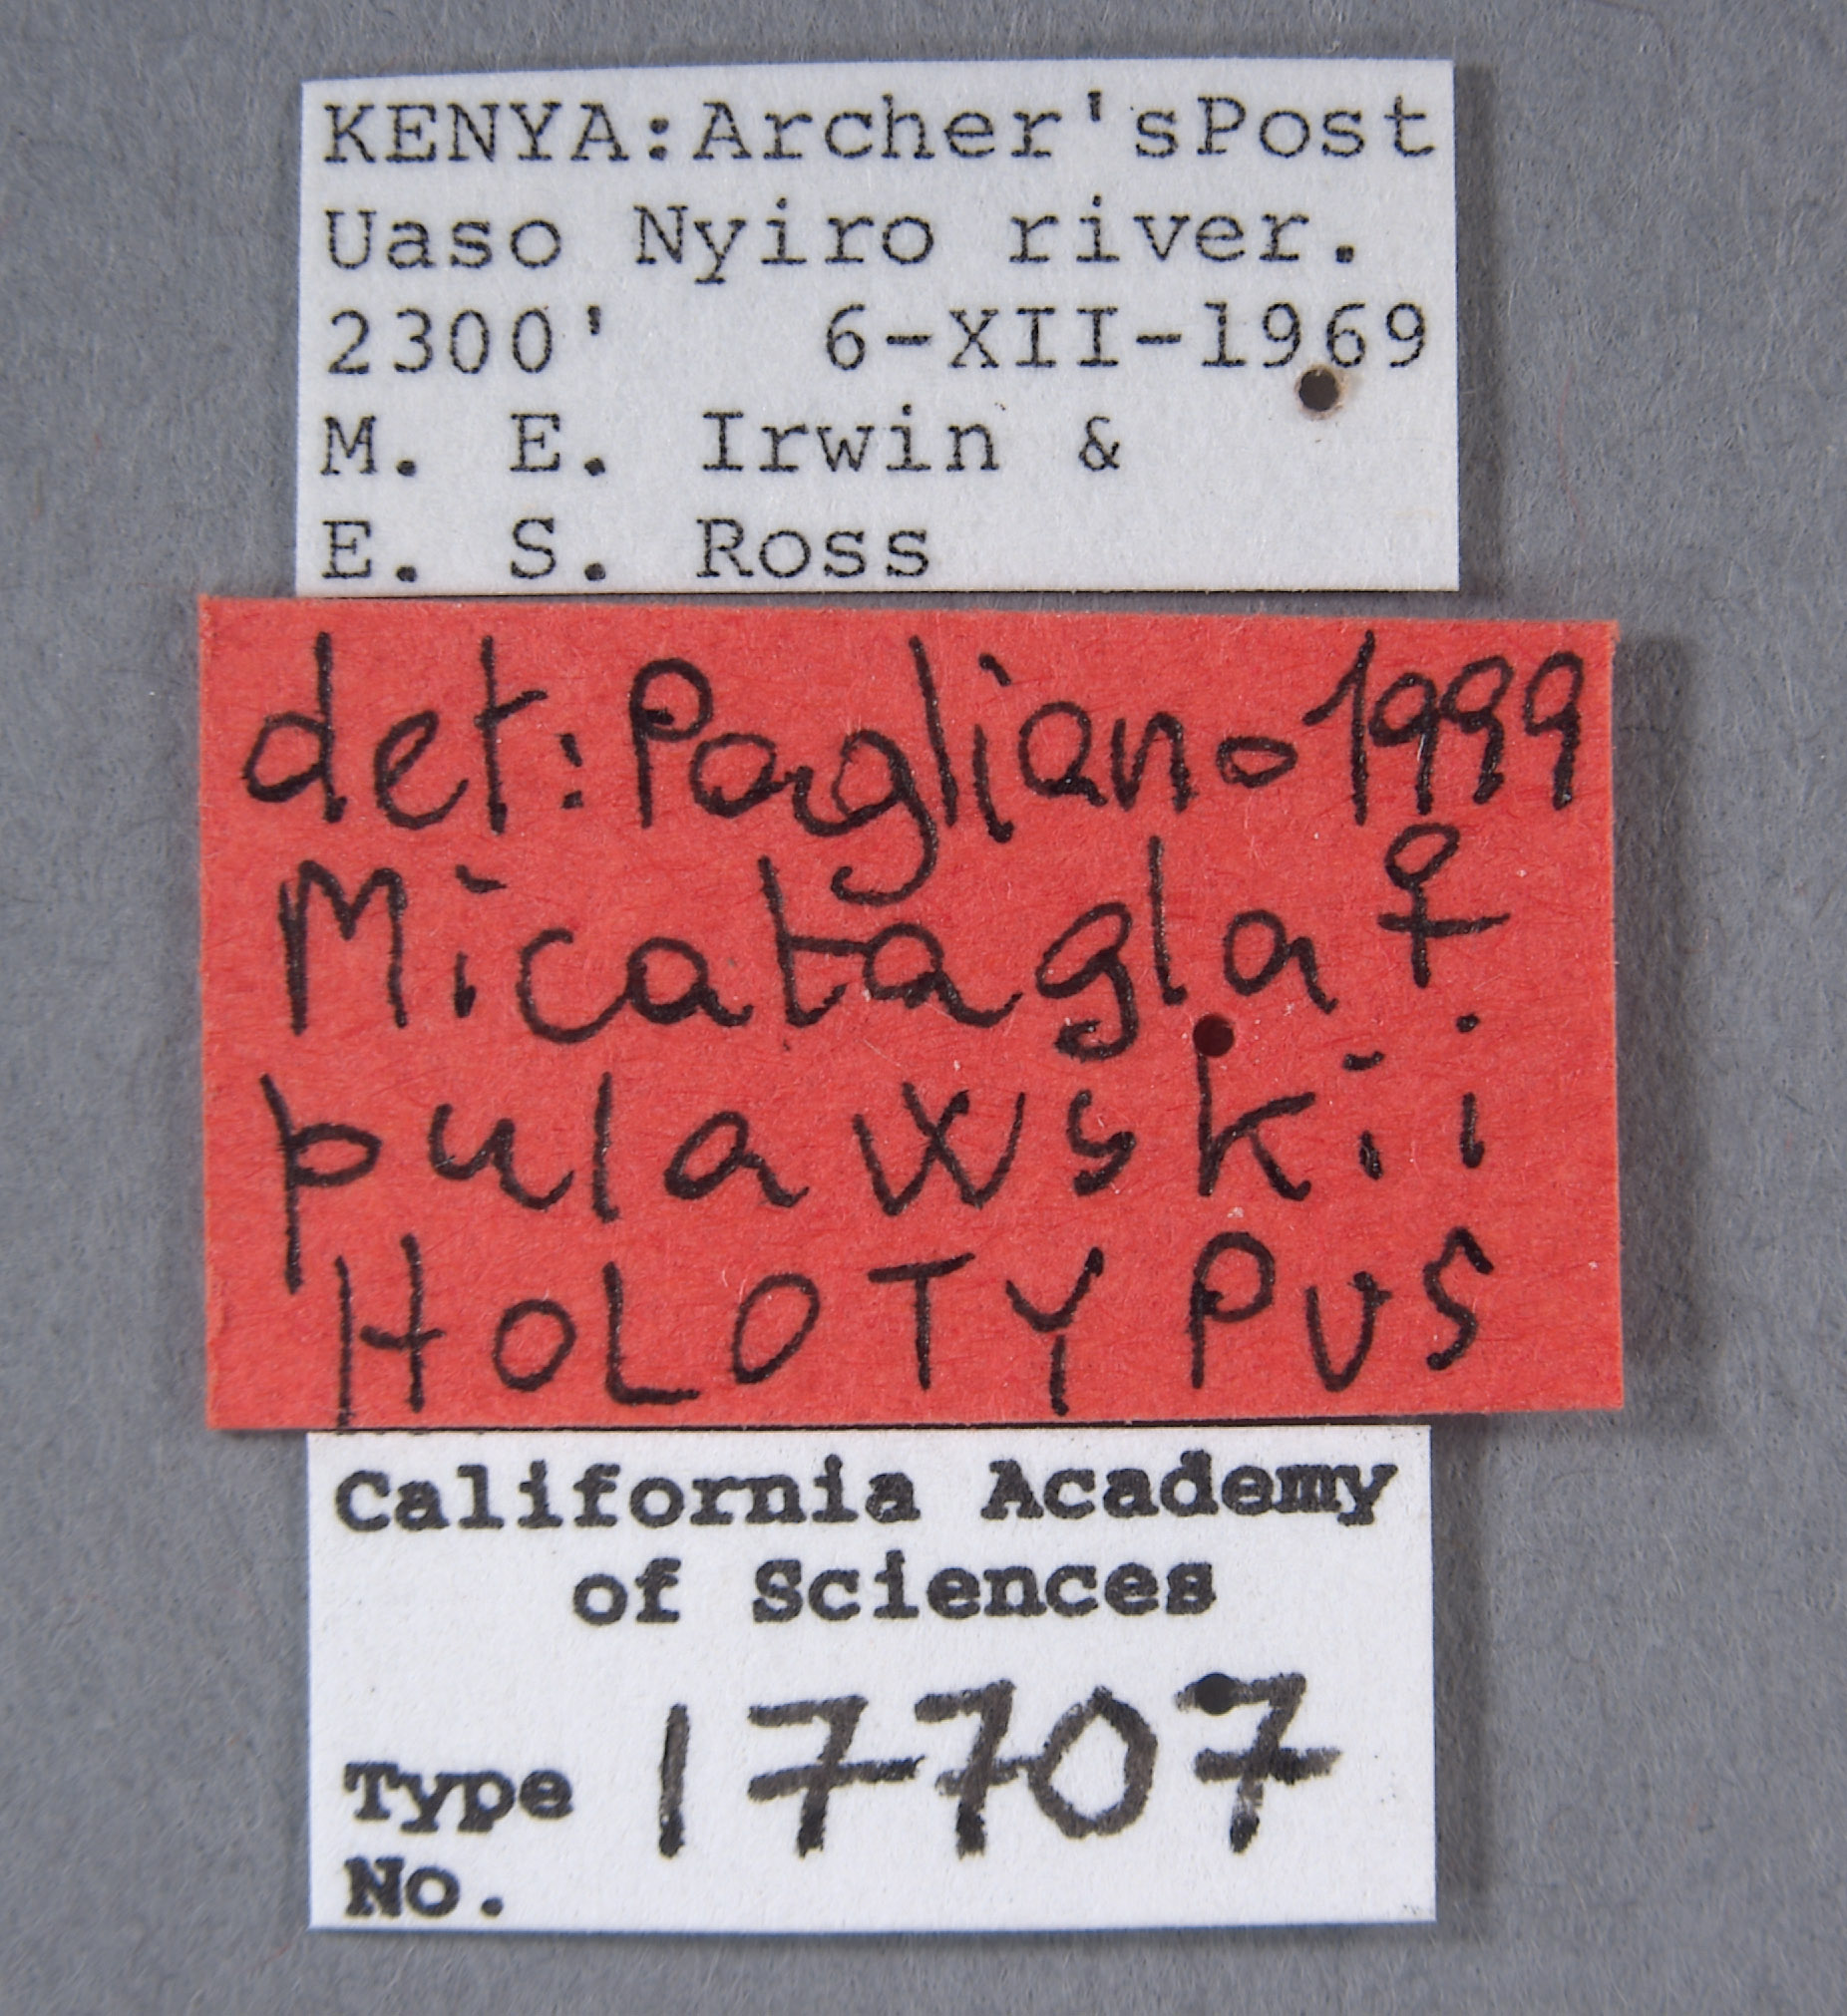 KENYA:Archer'sPost
Uaso Nyiro river.
2300' 6-XII-1969
M. E. Irwin &
E. S. Ross
det: Pagliano 1999
Micatagla ♀
pulawskii
HOLOTYPUS
California Academy
of Sciences
Type 17707
No.